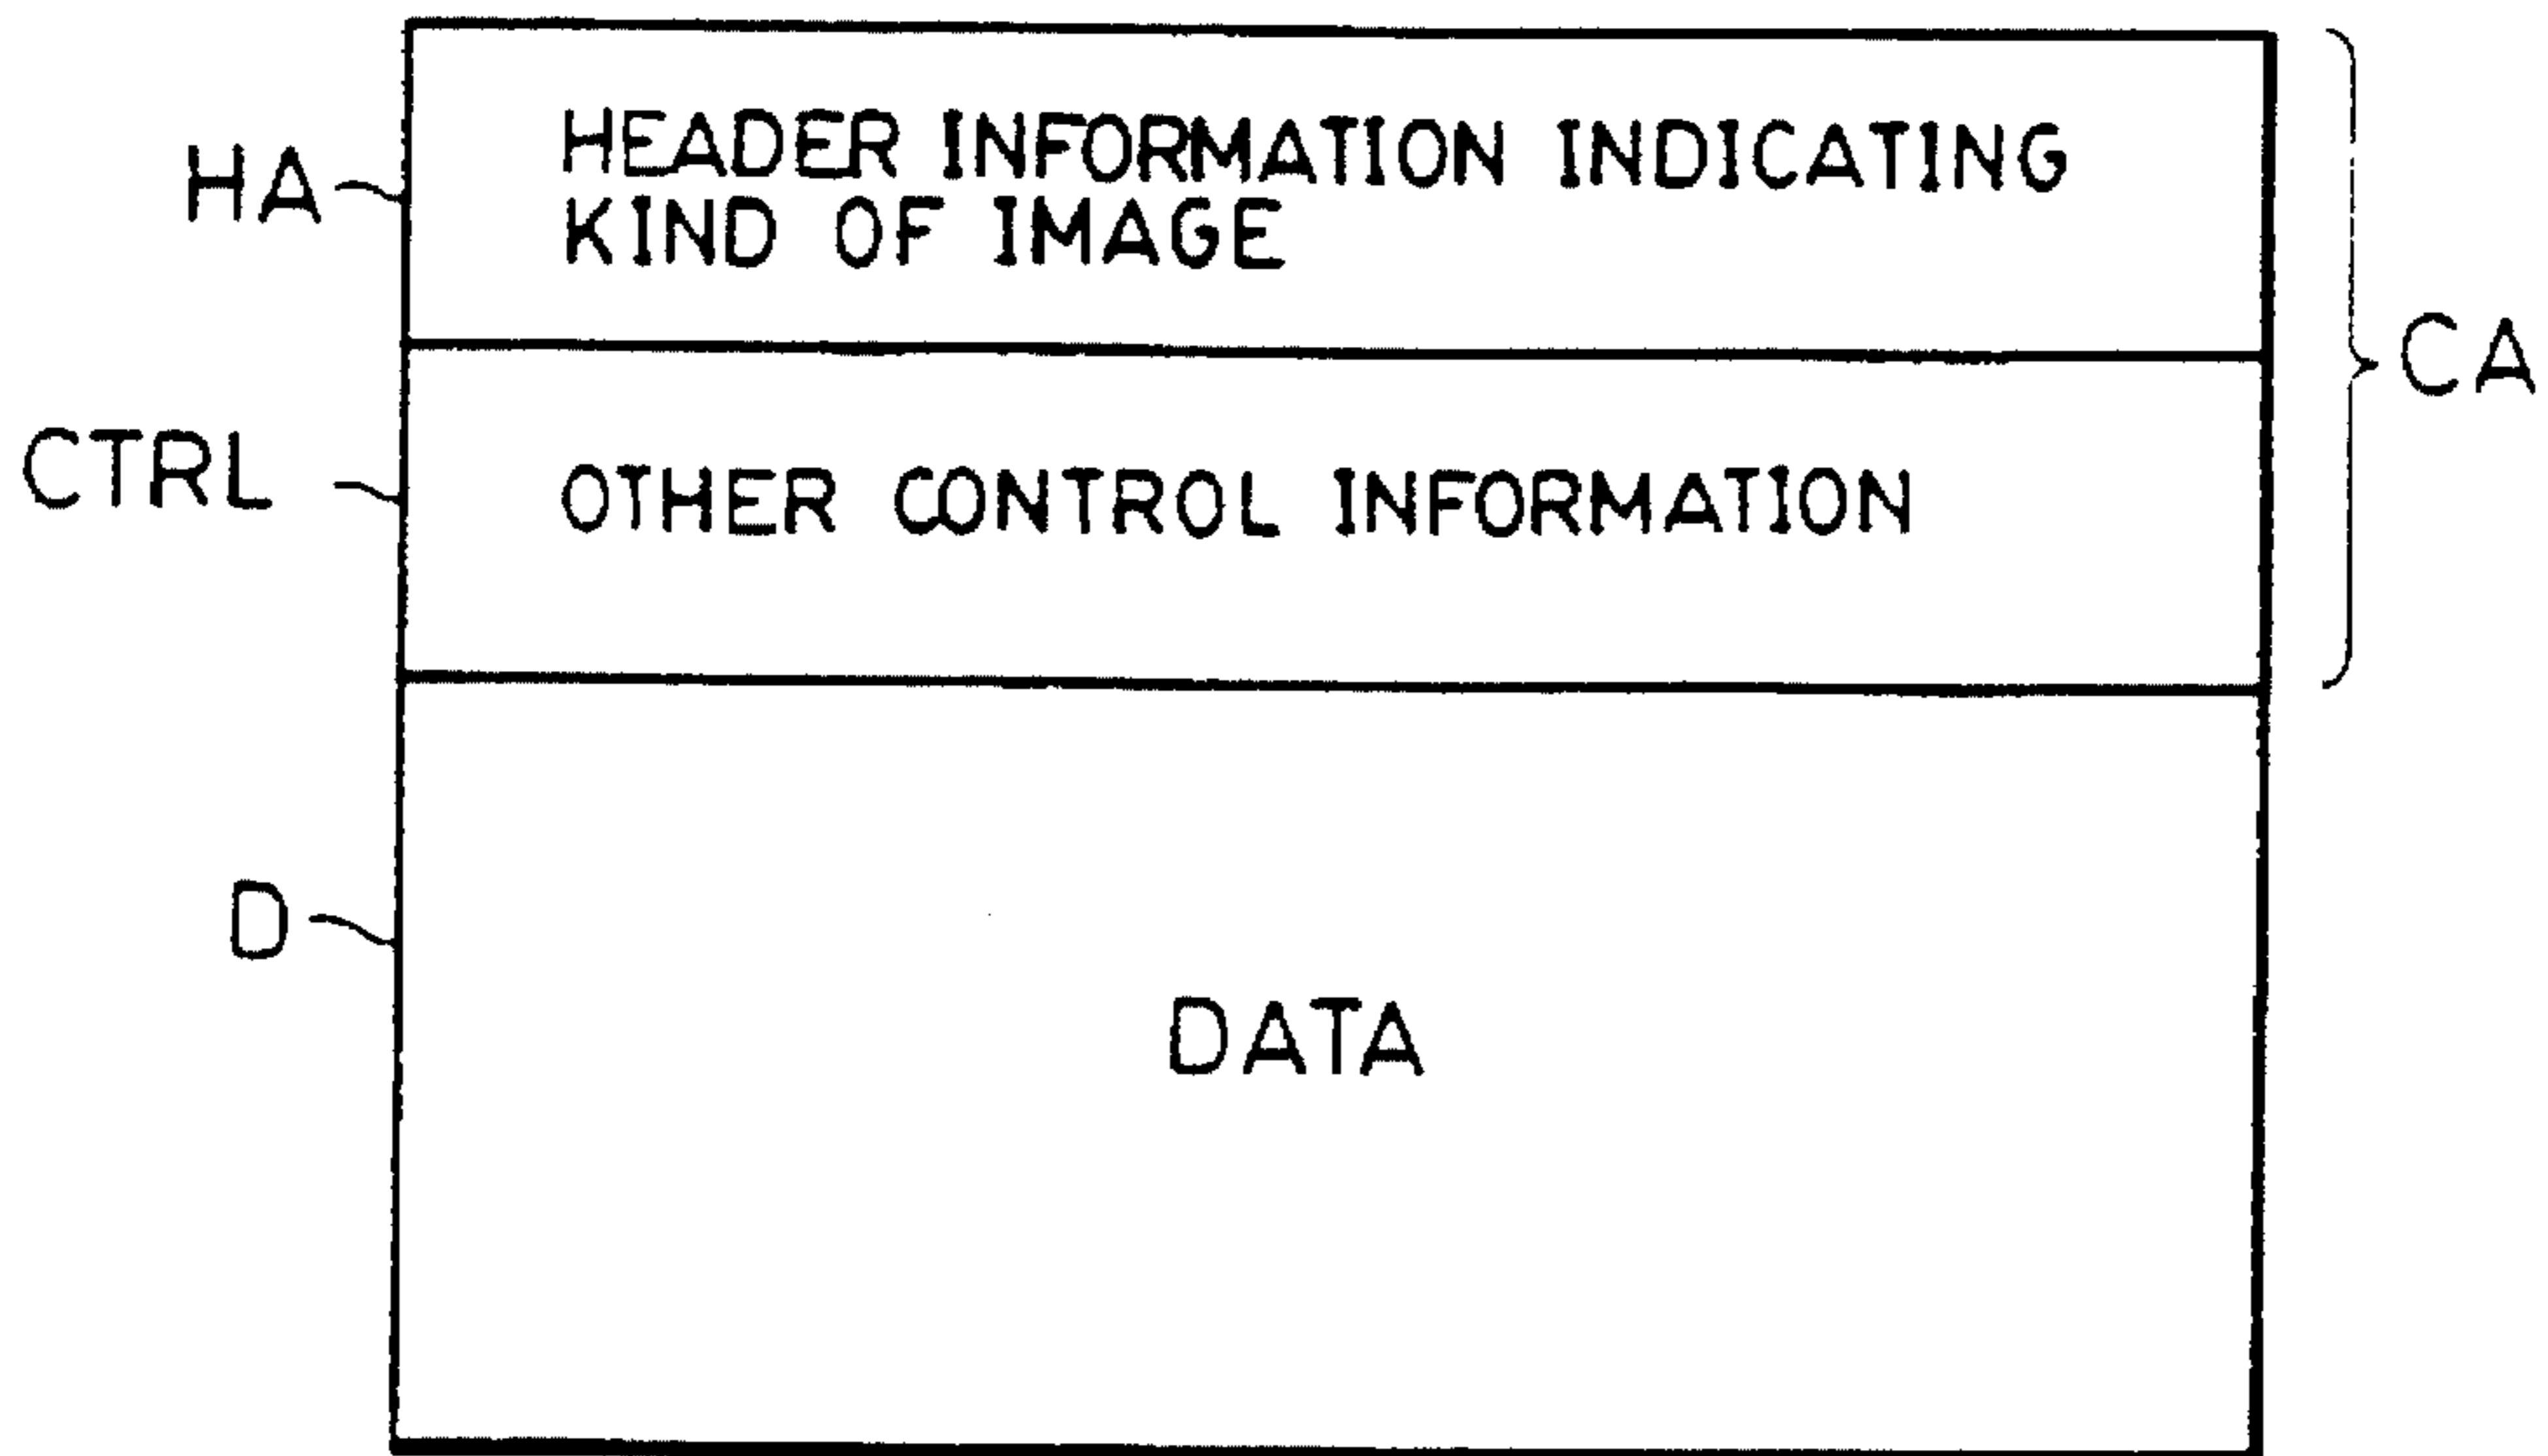 HA
HEADER INFORMATION INDICATING
KIND OF IMAGE
CA
CTRL
OTHER CONTROL INFORMATION
D
DATA